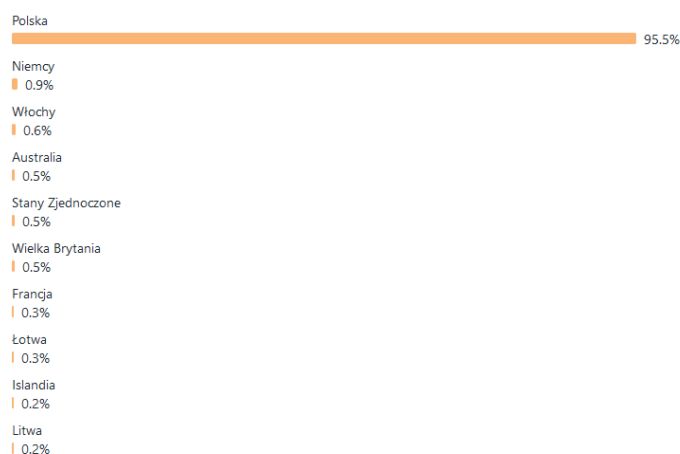 Polska
95.5%
Niemcy
0.9%
Włochy
0.6%
Australia
0.5%
Stany Zjednoczone
0.5%
Wielka Brytania
0.5%
Francja
0.3%
Łotwa
0.3%
Islandia
0.2%
Litwa
0.2%